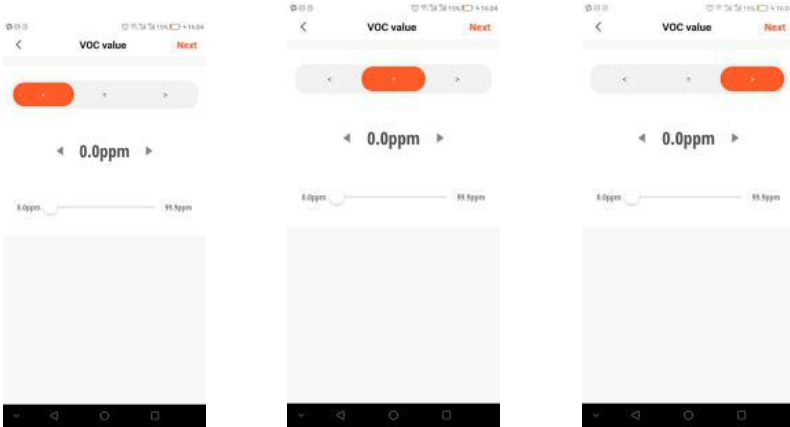 VOC value Next
< = >
0.0ppm
0.0ppm 99.9ppm
VOC value Next
< = >
0.0ppm
0.0ppm 99.9ppm
VOC value Next
< = >
0.0ppm
0.0ppm 99.9ppm